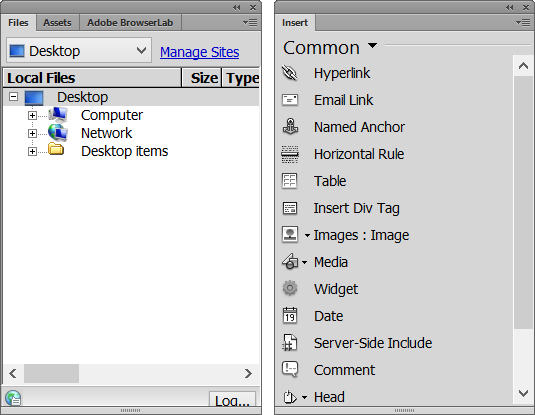 Files Assets Adobe BrowserLab
Desktop Manage Sites
Local Files Size Type
Desktop
Computer
Network
Desktop items
Log...
Insert
Common
Hyperlink
Email Link
Named Anchor
Horizontal Rule
Table
Insert Div Tag
Images : Image
Media
Widget
19 Date
Server-Side Include
Comment
Head